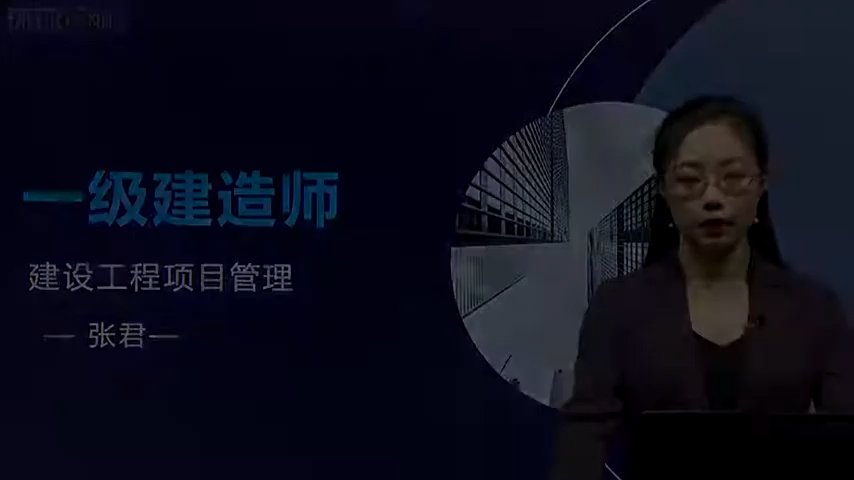 一级建造师
建设工程项目管理
— 张君—